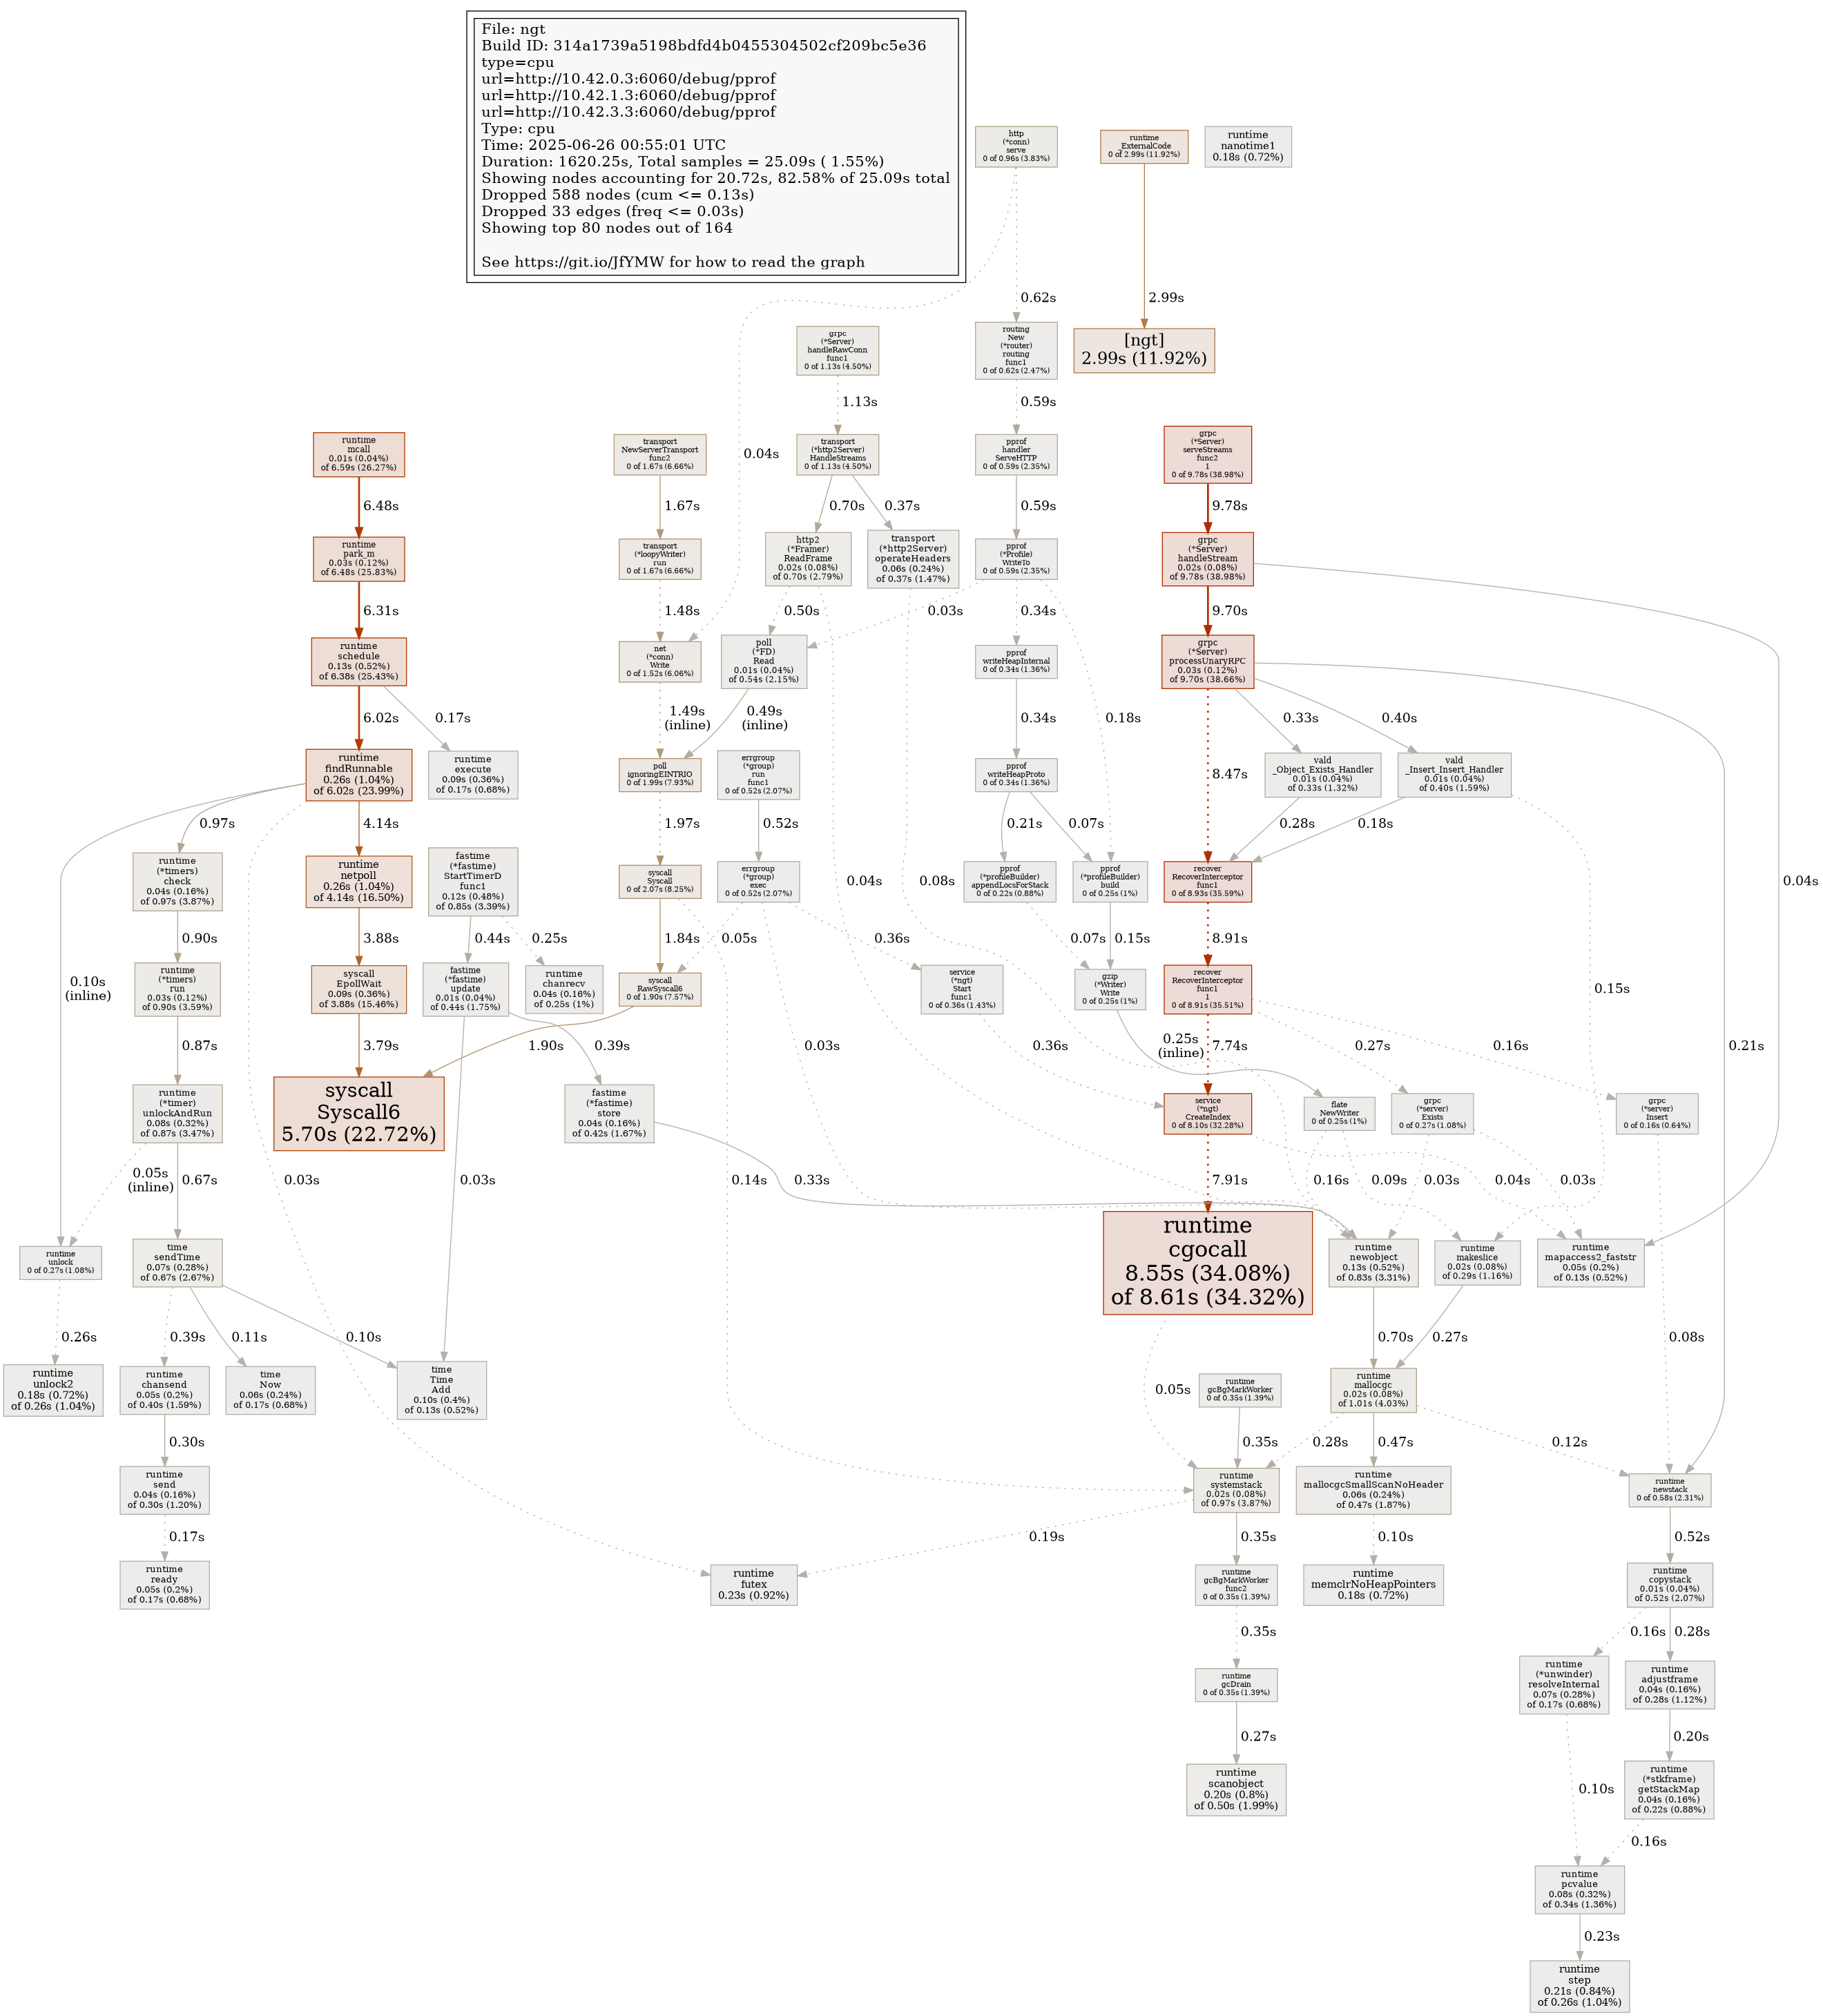 File: ngt
Build ID: 314a1739a5198bdfd4b0455304502cf209bc5e36
type=cpu
url=http://10.42.0.3:6060/debug/pprof
url=http://10.42.1.3:6060/debug/pprof
url=http://10.42.3.3:6060/debug/pprof
Type: cpu
Time: 2025-06-26 00:55:01 UTC
Duration: 1620.25s, Total samples = 25.09s ( 1.55%)
Showing nodes accounting for 20.72s, 82.58% of 25.09s total
Dropped 588 nodes (cum <= 0.13s)
Dropped 33 edges (freq <= 0.03s)
Showing top 80 nodes out of 164
See https://git.io/JfYMW for how to read the graph
http
(*conn)
serve
0 of 0.96s (3.83%)
runtime
_ExternalCode
0 of 2.99s (11.92%)
runtime
nanotime1
0.18s (0.72%)
0.62s
2.99s
grpc
(*Server)
handleRawConn
func1
0 of 1.13s (4.50%)
routing
New
(*router)
routing
func1
0 of 0.62s (2.47%)
[ngt]
2.99s (11.92%)
1.13s
0.59s
runtime
mcall
0.01s (0.04%)
of 6.59s (26.27%)
transport
NewServerTransport
func2
0 of 1.67s (6.66%)
0.04s
transport
(*http2Server)
HandleStreams
0 of 1.13s (4.50%)
pprof
handler
ServeHTTP
0 of 0.59s (2.35%)
grpc
(*Server)
serveStreams
func2
1
0 of 9.78s (38.98%)
6.48s
1.67s
0.70s
0.37s
0.59s
9.78s
runtime
park_m
0.03s (0.12%)
of 6.48s (25.83%)
transport
(*loopyWriter)
run
0 of 1.67s (6.66%)
http2
(*Framer)
ReadFrame
0.02s (0.08%)
of 0.70s (2.79%)
transport
(*http2Server)
operateHeaders
0.06s (0.24%)
of 0.37s (1.47%)
pprof
(*Profile)
WriteTo
0 of 0.59s (2.35%)
grpc
(*Server)
handleStream
0.02s (0.08%)
of 9.78s (38.98%)
6.31s
1.48s
0.50s
0.03s
0.34s
9.70s
runtime
schedule
0.13s (0.52%)
of 6.38s (25.43%)
net
(*conn)
Write
0 of 1.52s (6.06%)
poll
(*FD)
Read
0.01s (0.04%)
of 0.54s (2.15%)
pprof
writeHeapInternal
0 of 0.34s (1.36%)
grpc
(*Server)
processUnaryRPC
0.03s (0.12%)
of 9.70s (38.66%)
6.02s
0.17s
1.49s
(inline)
0.49s
(inline)
0.34s
0.18s
0.33s
0.40s
runtime
findRunnable
0.26s (1.04%)
of 6.02s (23.99%)
runtime
execute
0.09s (0.36%)
of 0.17s (0.68%)
poll
ignoringEINTRIO
0 of 1.99s (7.93%)
errgroup
(*group)
run
func1
0 of 0.52s (2.07%)
pprof
writeHeapProto
0 of 0.34s (1.36%)
8.47s
vald
_Object_Exists_Handler
0.01s (0.04%)
of 0.33s (1.32%)
vald
_Insert_Insert_Handler
0.01s (0.04%)
of 0.40s (1.59%)
0.97s
4.14s
1.97s
0.52s
0.21s
0.07s
0.28s
0.18s
runtime
(*timers)
check
0.04s (0.16%)
of 0.97s (3.87%)
runtime
netpoll
0.26s (1.04%)
of 4.14s (16.50%)
fastime
(*fastime)
StartTimerD
func1
0.12s (0.48%)
of 0.85s (3.39%)
syscall
Syscall
0 of 2.07s (8.25%)
errgroup
(*group)
exec
0 of 0.52s (2.07%)
0.04s
0.08s
pprof
(*profileBuilder)
appendLocsForStack
0 of 0.22s (0.88%)
pprof
(*profileBuilder)
build
0 of 0.25s (1%)
recover
RecoverInterceptor
func1
0 of 8.93s (35.59%)
0.04s
0.90s
3.88s
0.44s
0.25s
1.84s
0.05s
0.36s
0.07s
0.15s
8.91s
0.10s
(inline)
runtime
(*timers)
run
0.03s (0.12%)
of 0.90s (3.59%)
syscall
EpollWait
0.09s (0.36%)
of 3.88s (15.46%)
fastime
(*fastime)
update
0.01s (0.04%)
of 0.44s (1.75%)
runtime
chanrecv
0.04s (0.16%)
of 0.25s (1%)
syscall
RawSyscall6
0 of 1.90s (7.57%)
service
(*ngt)
Start
func1
0 of 0.36s (1.43%)
gzip
(*Writer)
Write
0 of 0.25s (1%)
recover
RecoverInterceptor
func1
1
0 of 8.91s (35.51%)
0.15s
0.87s
3.79s
0.39s
1.90s
0.03s
0.36s
0.25s
(inline)
7.74s
0.27s
0.16s
0.21s
runtime
(*timer)
unlockAndRun
0.08s (0.32%)
of 0.87s (3.47%)
syscall
Syscall6
5.70s (22.72%)
fastime
(*fastime)
store
0.04s (0.16%)
of 0.42s (1.67%)
service
(*ngt)
CreateIndex
0 of 8.10s (32.28%)
flate
NewWriter
0 of 0.25s (1%)
grpc
(*server)
Exists
0 of 0.27s (1.08%)
grpc
(*server)
Insert
0 of 0.16s (0.64%)
0.05s
(inline)
0.67s
0.03s
0.03s
0.33s
0.14s
7.91s
0.16s
0.09s
0.03s
0.04s
0.03s
runtime
unlock
0 of 0.27s (1.08%)
time
sendTime
0.07s (0.28%)
of 0.67s (2.67%)
runtime
cgocall
8.55s (34.08%)
of 8.61s (34.32%)
runtime
newobject
0.13s (0.52%)
of 0.83s (3.31%)
runtime
makeslice
0.02s (0.08%)
of 0.29s (1.16%)
runtime
mapaccess2_faststr
0.05s (0.2%)
of 0.13s (0.52%)
0.26s
0.39s
0.11s
0.10s
0.70s
0.27s
0.08s
runtime
unlock2
0.18s (0.72%)
of 0.26s (1.04%)
runtime
chansend
0.05s (0.2%)
of 0.40s (1.59%)
time
Now
0.06s (0.24%)
of 0.17s (0.68%)
time
Time
Add
0.10s (0.4%)
of 0.13s (0.52%)
0.05s
runtime
gcBgMarkWorker
0 of 0.35s (1.39%)
runtime
mallocgc
0.02s (0.08%)
of 1.01s (4.03%)
0.30s
0.35s
0.28s
0.47s
0.12s
runtime
send
0.04s (0.16%)
of 0.30s (1.20%)
runtime
systemstack
0.02s (0.08%)
of 0.97s (3.87%)
runtime
mallocgcSmallScanNoHeader
0.06s (0.24%)
of 0.47s (1.87%)
runtime
newstack
0 of 0.58s (2.31%)
0.17s
0.19s
0.35s
0.10s
0.52s
runtime
ready
0.05s (0.2%)
of 0.17s (0.68%)
runtime
futex
0.23s (0.92%)
runtime
gcBgMarkWorker
func2
0 of 0.35s (1.39%)
runtime
memclrNoHeapPointers
0.18s (0.72%)
runtime
copystack
0.01s (0.04%)
of 0.52s (2.07%)
0.35s
0.16s
0.28s
runtime
gcDrain
0 of 0.35s (1.39%)
runtime
(*unwinder)
resolveInternal
0.07s (0.28%)
of 0.17s (0.68%)
runtime
adjustframe
0.04s (0.16%)
of 0.28s (1.12%)
0.27s
0.20s
runtime
scanobject
0.20s (0.8%)
of 0.50s (1.99%)
0.10s
runtime
(*stkframe)
getStackMap
0.04s (0.16%)
of 0.22s (0.88%)
0.16s
runtime
pcvalue
0.08s (0.32%)
of 0.34s (1.36%)
0.23s
runtime
step
0.21s (0.84%)
of 0.26s (1.04%)